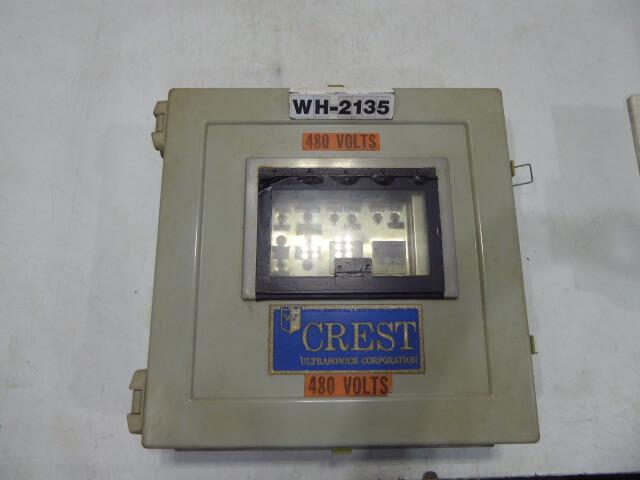 WH-2135
480 VOLTS
CREST
ULTRASONICS CORPORATION
480 VOLTS